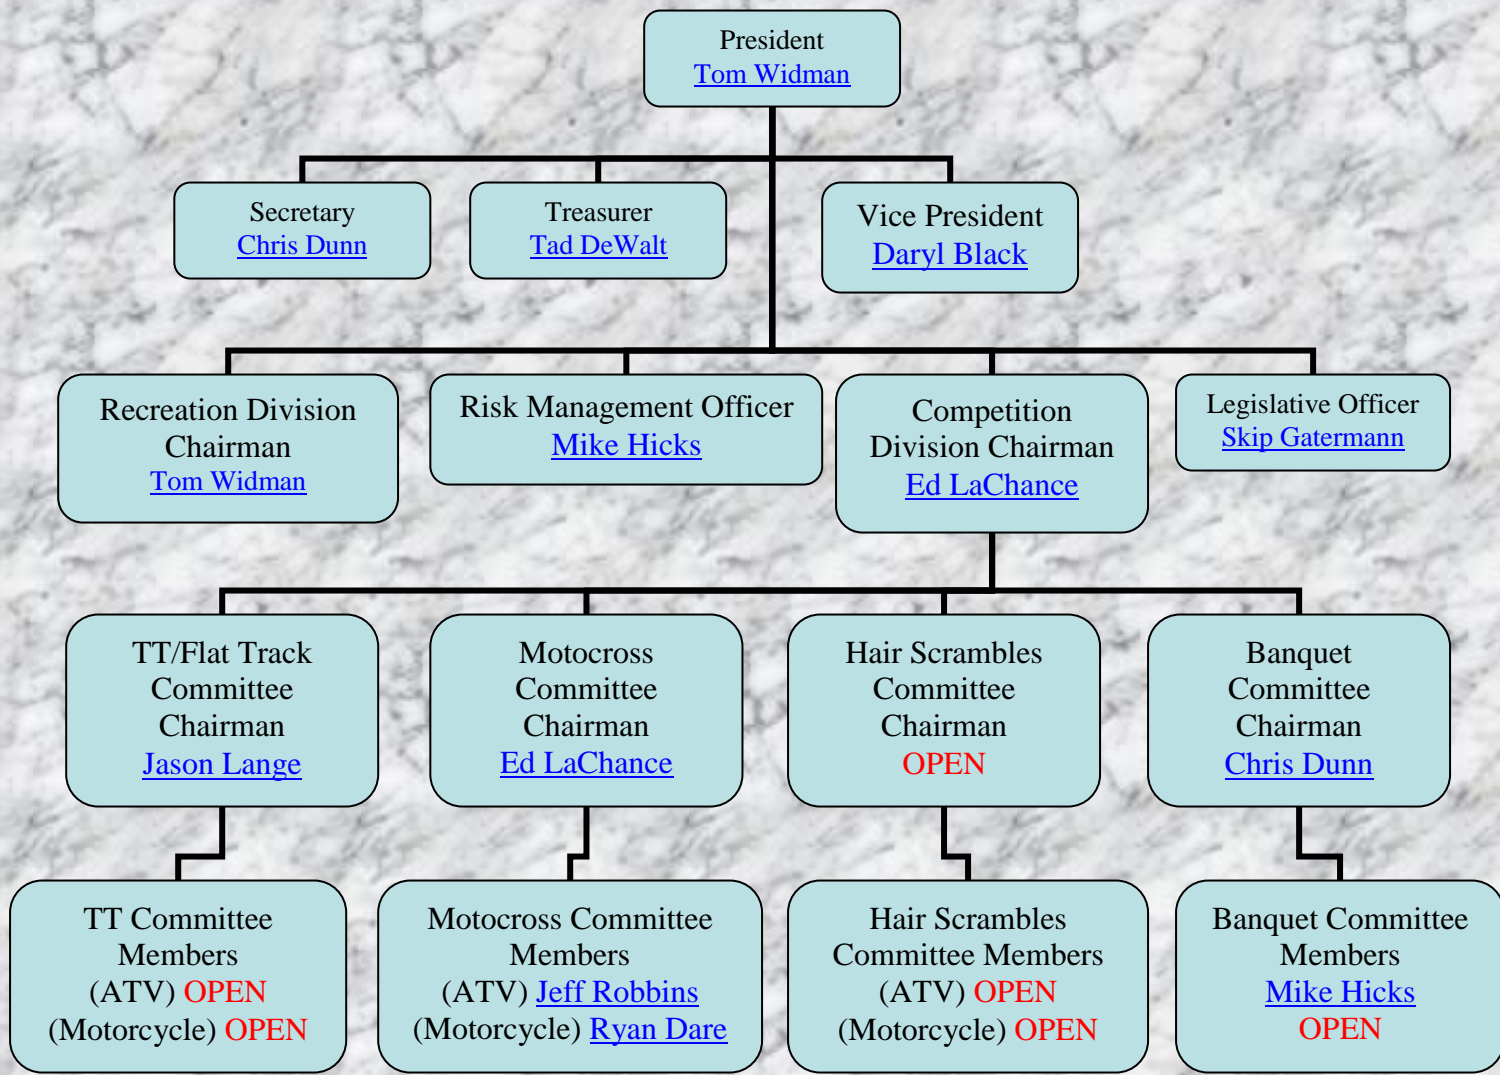 President
Tom Widman
Secretary
Chris Dunn
Treasurer
Tad DeWalt
Vice President
Daryl Black
Recreation Division
Chairman
Tom Widman
Risk Management Officer
Mike Hicks
Competition
Division Chairman
Ed LaChance
Legislative Officer
Skip Gatermann
TT/Flat Track
Committee
Chairman
Jason Lange
Motocross
Committee
Chairman
Ed LaChance
Hair Scrambles
Committee
Chairman
OPEN
Banquet
Committee
Chairman
Chris Dunn
TT Committee
Members
(ATV) OPEN
(Motorcycle) OPEN
Motocross Committee
Members
(ATV) Jeff Robbins
(Motorcycle) Ryan Dare
Hair Scrambles
Committee Members
(ATV) OPEN
(Motorcycle) OPEN
Banquet Committee
Members
Mike Hicks
OPEN